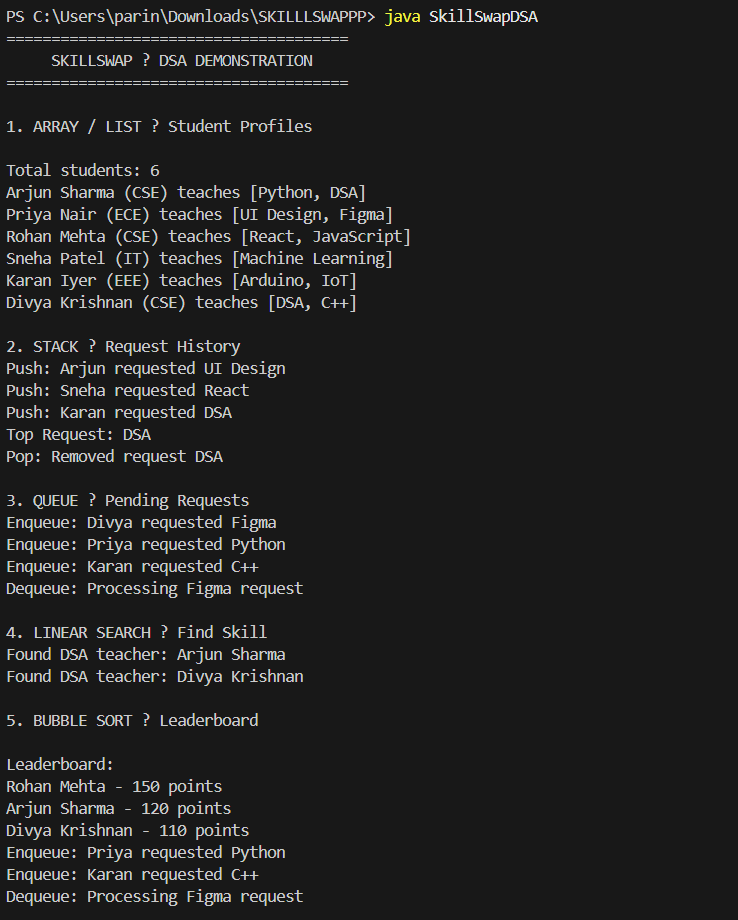 PS C:\Users\parin\Downloads\SKILLLSWAPPP> java SkillSwapDSA
======================================
     SKILLSWAP ? DSA DEMONSTRATION
======================================

1. ARRAY / LIST ? Student Profiles

Total students: 6
Arjun Sharma (CSE) teaches [Python, DSA]
Priya Nair (ECE) teaches [UI Design, Figma]
Rohan Mehta (CSE) teaches [React, JavaScript]
Sneha Patel (IT) teaches [Machine Learning]
Karan Iyer (EEE) teaches [Arduino, IoT]
Divya Krishnan (CSE) teaches [DSA, C++]

2. STACK ? Request History
Push: Arjun requested UI Design
Push: Sneha requested React
Push: Karan requested DSA
Top Request: DSA
Pop: Removed request DSA

3. QUEUE ? Pending Requests
Enqueue: Divya requested Figma
Enqueue: Priya requested Python
Enqueue: Karan requested C++
Dequeue: Processing Figma request

4. LINEAR SEARCH ? Find Skill
Found DSA teacher: Arjun Sharma
Found DSA teacher: Divya Krishnan

5. BUBBLE SORT ? Leaderboard

Leaderboard:
Rohan Mehta - 150 points
Arjun Sharma - 120 points
Divya Krishnan - 110 points
Enqueue: Priya requested Python
Enqueue: Karan requested C++
Dequeue: Processing Figma request